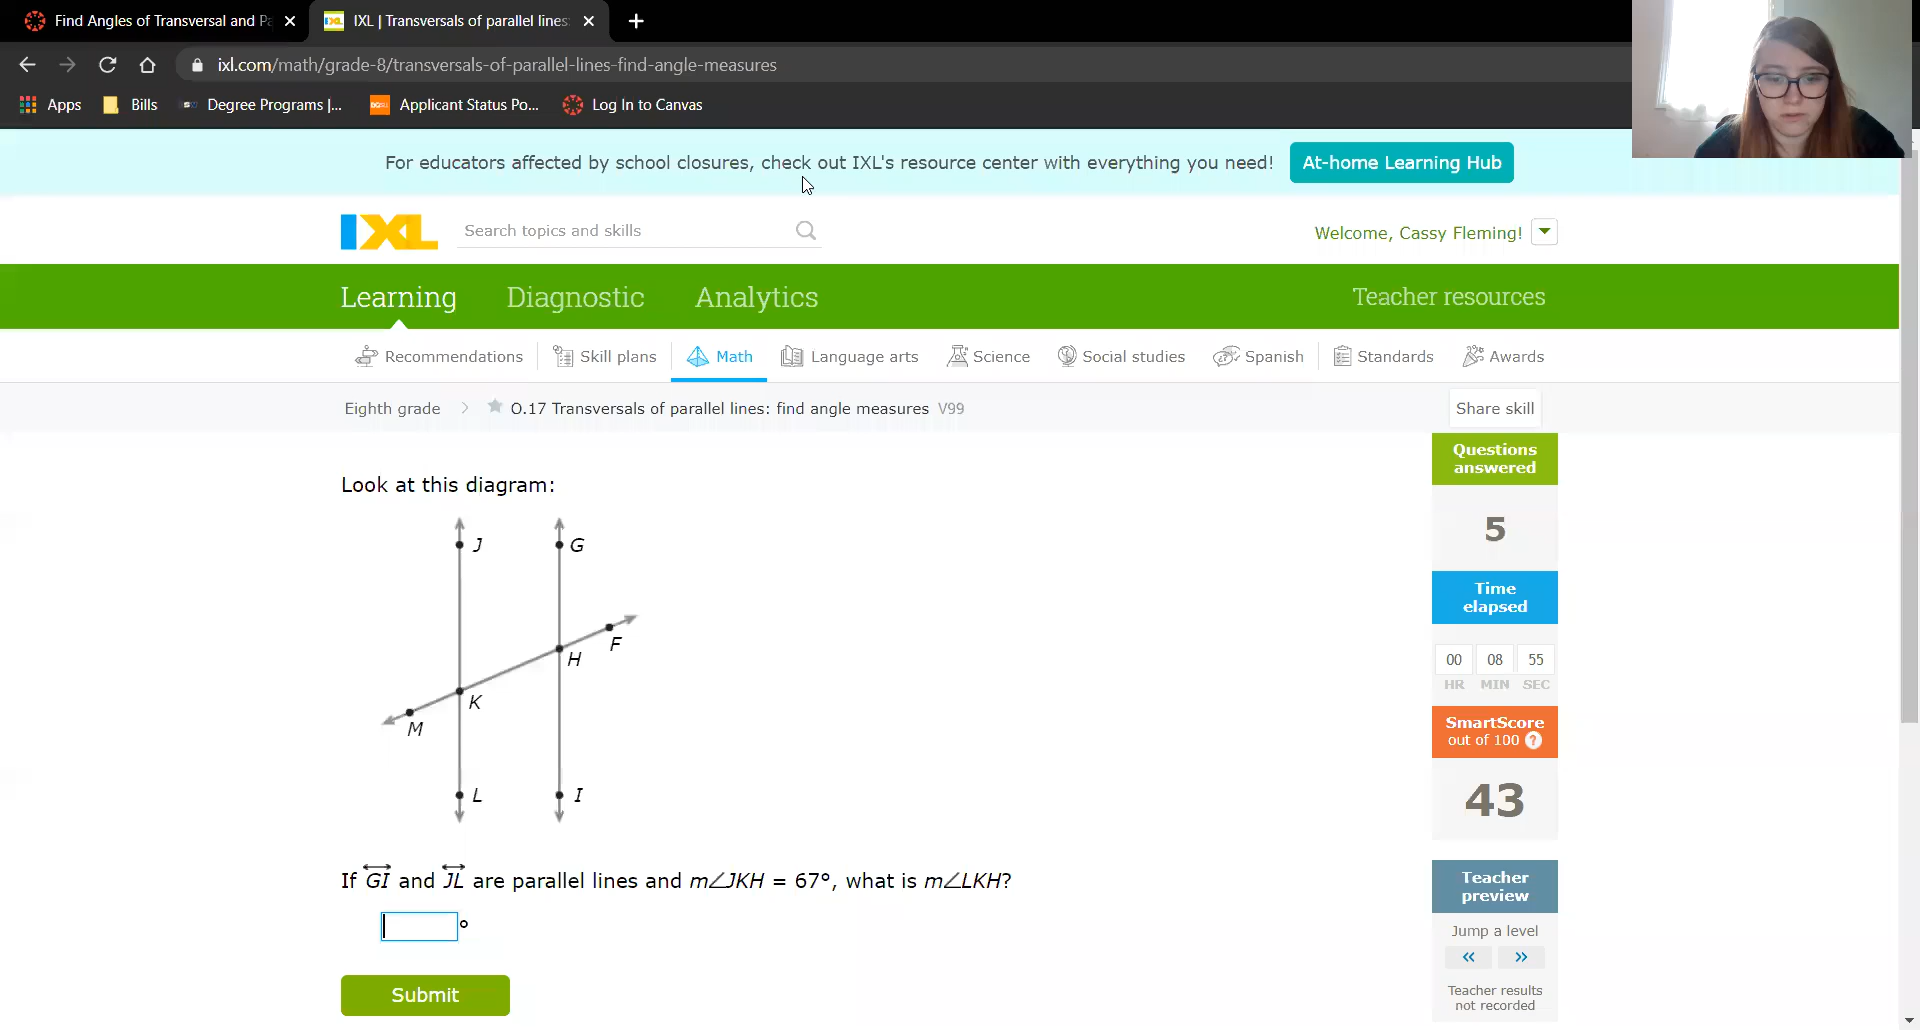 Find Angles of Transversal and Pa
IXL | Transversals of parallel lines:
ixl.com/math/grade-8/transversals-of-parallel-lines-find-angle-measures
Apps
Bills
Degree Programs |...
Applicant Status Po...
Log In to Canvas
For educators affected by school closures, check out IXL's resource center with everything you need!
At-home Learning Hub
IXL
Search topics and skills
Welcome, Cassy Fleming!
Learning
Diagnostic
Analytics
Teacher resources
Recommendations
Skill plans
Math
Language arts
Science
Social studies
Spanish
Standards
Awards
Eighth grade
O.17 Transversals of parallel lines: find angle measures V99
Share skill
Look at this diagram:
J
G
F
H
K
M
L
I
If GI and JL are parallel lines and m∠JKH = 67°, what is m∠LKH?
°
Submit
Questions
answered
5
Time
elapsed
00 08 55
HR MIN SEC
SmartScore
out of 100 ?
43
Teacher
preview
Jump a level
Teacher results
not recorded